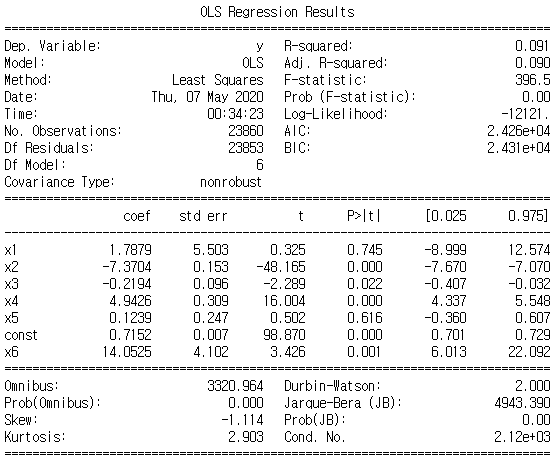 OLS Regression Results
==============================================================================
Dep. Variable: y R-squared: 0.091
Model: OLS Adj. R-squared: 0.090
Method: Least Squares F-statistic: 396.5
Date: Thu, 07 May 2020 Prob (F-statistic): 0.00
Time: 00:34:23 Log-Likelihood: -12121.
No. Observations: 23860 AIC: 2.426e+04
Df Residuals: 23853 BIC: 2.431e+04
Df Model: 6
Covariance Type: nonrobust
==============================================================================
coef std err t P>|t| [0.025 0.975]
------------------------------------------------------------------------------
x1 1.7879 5.503 0.325 0.745 -8.999 12.574
x2 -7.3704 0.153 -48.165 0.000 -7.670 -7.070
x3 -0.2194 0.096 -2.289 0.022 -0.407 -0.032
x4 4.9426 0.309 16.004 0.000 4.337 5.548
x5 0.1239 0.247 0.502 0.616 -0.360 0.607
const 0.7152 0.007 98.870 0.000 0.701 0.729
x6 14.0525 4.102 3.426 0.001 6.013 22.092
==============================================================================
Omnibus: 3320.964 Durbin-Watson: 2.000
Prob(Omnibus): 0.000 Jarque-Bera (JB): 4943.390
Skew: -1.114 Prob(JB): 0.00
Kurtosis: 2.903 Cond. No. 2.12e+03
==============================================================================